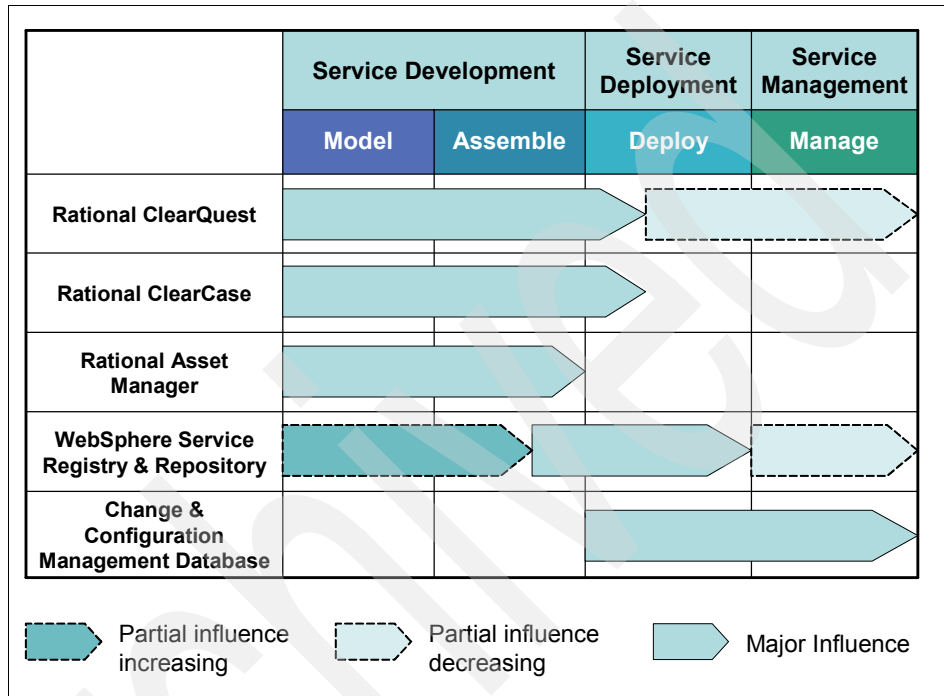 Service Development
Service
Deployment
Service
Management
Model
Assemble
Deploy
Manage
Rational ClearQuest
Rational ClearCase
Rational Asset
Manager
WebSphere Service
Registry & Repository
Change &
Configuration
Management Database
Partial influence
increasing
Partial influence
decreasing
Major Influence